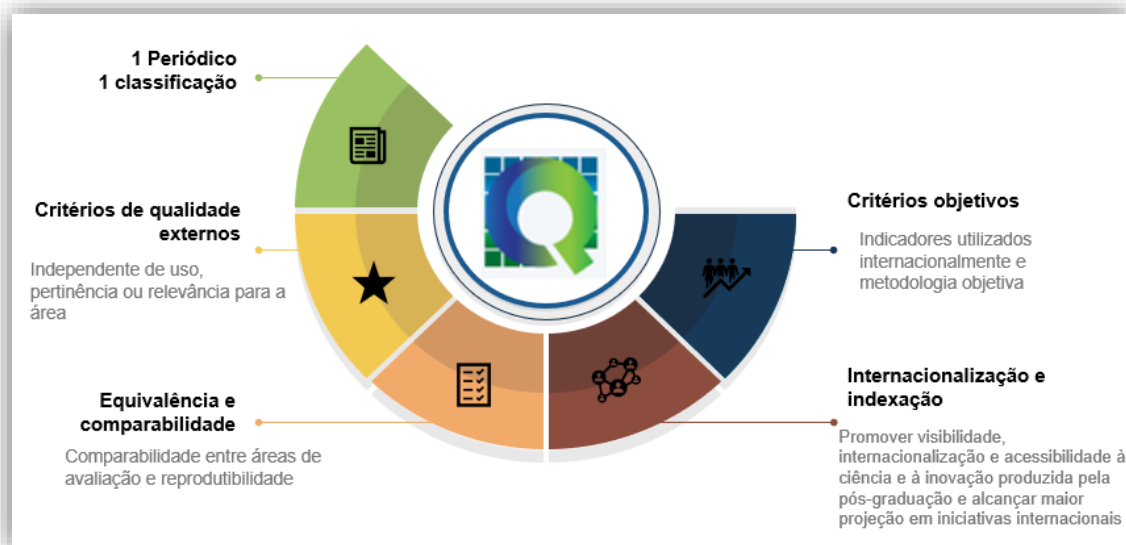 1 Periódico
1 classificação
Critérios de qualidade
externos
Independente de uso,
pertinência ou relevância para a
área
Equivalência e
comparabilidade
Comparabilidade entre áreas de
avaliação e reprodutibilidade
Critérios objetivos
Indicadores utilizados
internacionalmente e
metodologia objetiva
Internacionalização e
indexação
Promover visibilidade,
internacionalização e acessibilidade à
ciência e à inovação produzida pela
pós-graduação e alcançar maior
projeção em iniciativas internacionais